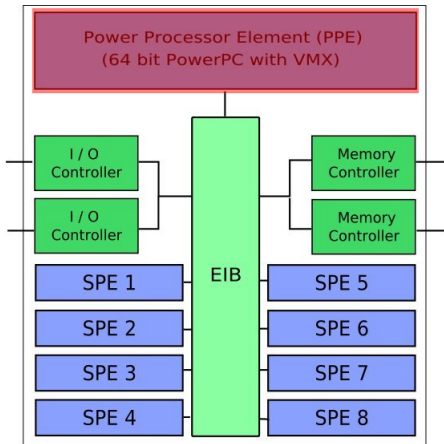 Power Processor Element (PPE)
(64 bit PowerPC with VMX)
I / O
Controller
Memory
Controller
I / O
Controller
Memory
Controller
EIB
SPE 1
SPE 5
SPE 2
SPE 6
SPE 3
SPE 7
SPE 4
SPE 8